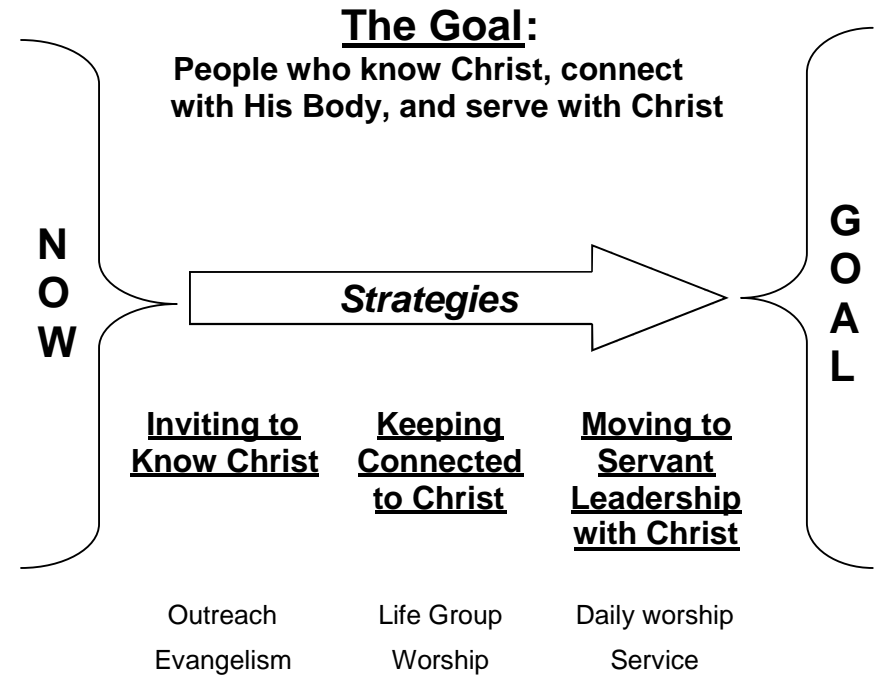 The Goal:
People who know Christ, connect
with His Body, and serve with Christ
N
O
W
Strategies
G
O
A
L
Inviting to
Know Christ
Keeping
Connected
to Christ
Moving to
Servant
Leadership
with Christ
Outreach
Evangelism
Life Group
Worship
Daily worship
Service